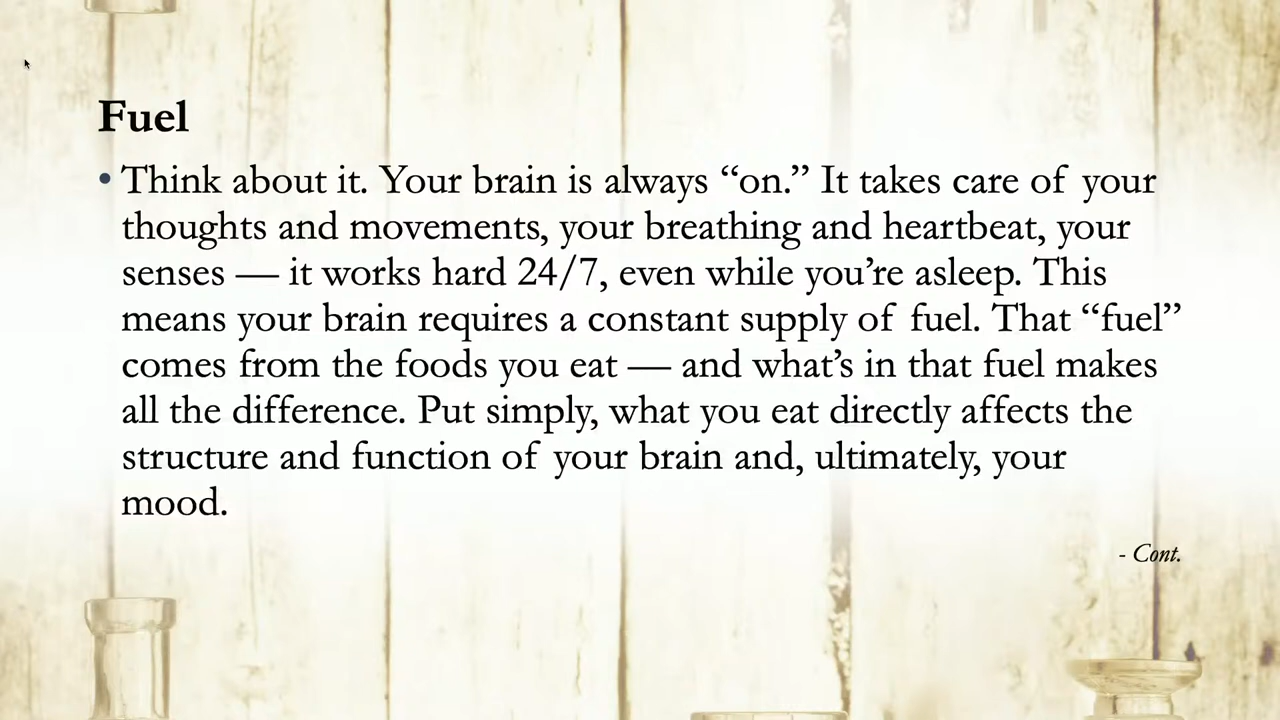 Fuel
• Think about it. Your brain is always “on.” It takes care of your
thoughts and movements, your breathing and heartbeat, your
senses — it works hard 24/7, even while you’re asleep. This
means your brain requires a constant supply of fuel. That “fuel”
comes from the foods you eat — and what’s in that fuel makes
all the difference. Put simply, what you eat directly affects the
structure and function of your brain and, ultimately, your
mood.
- Cont.